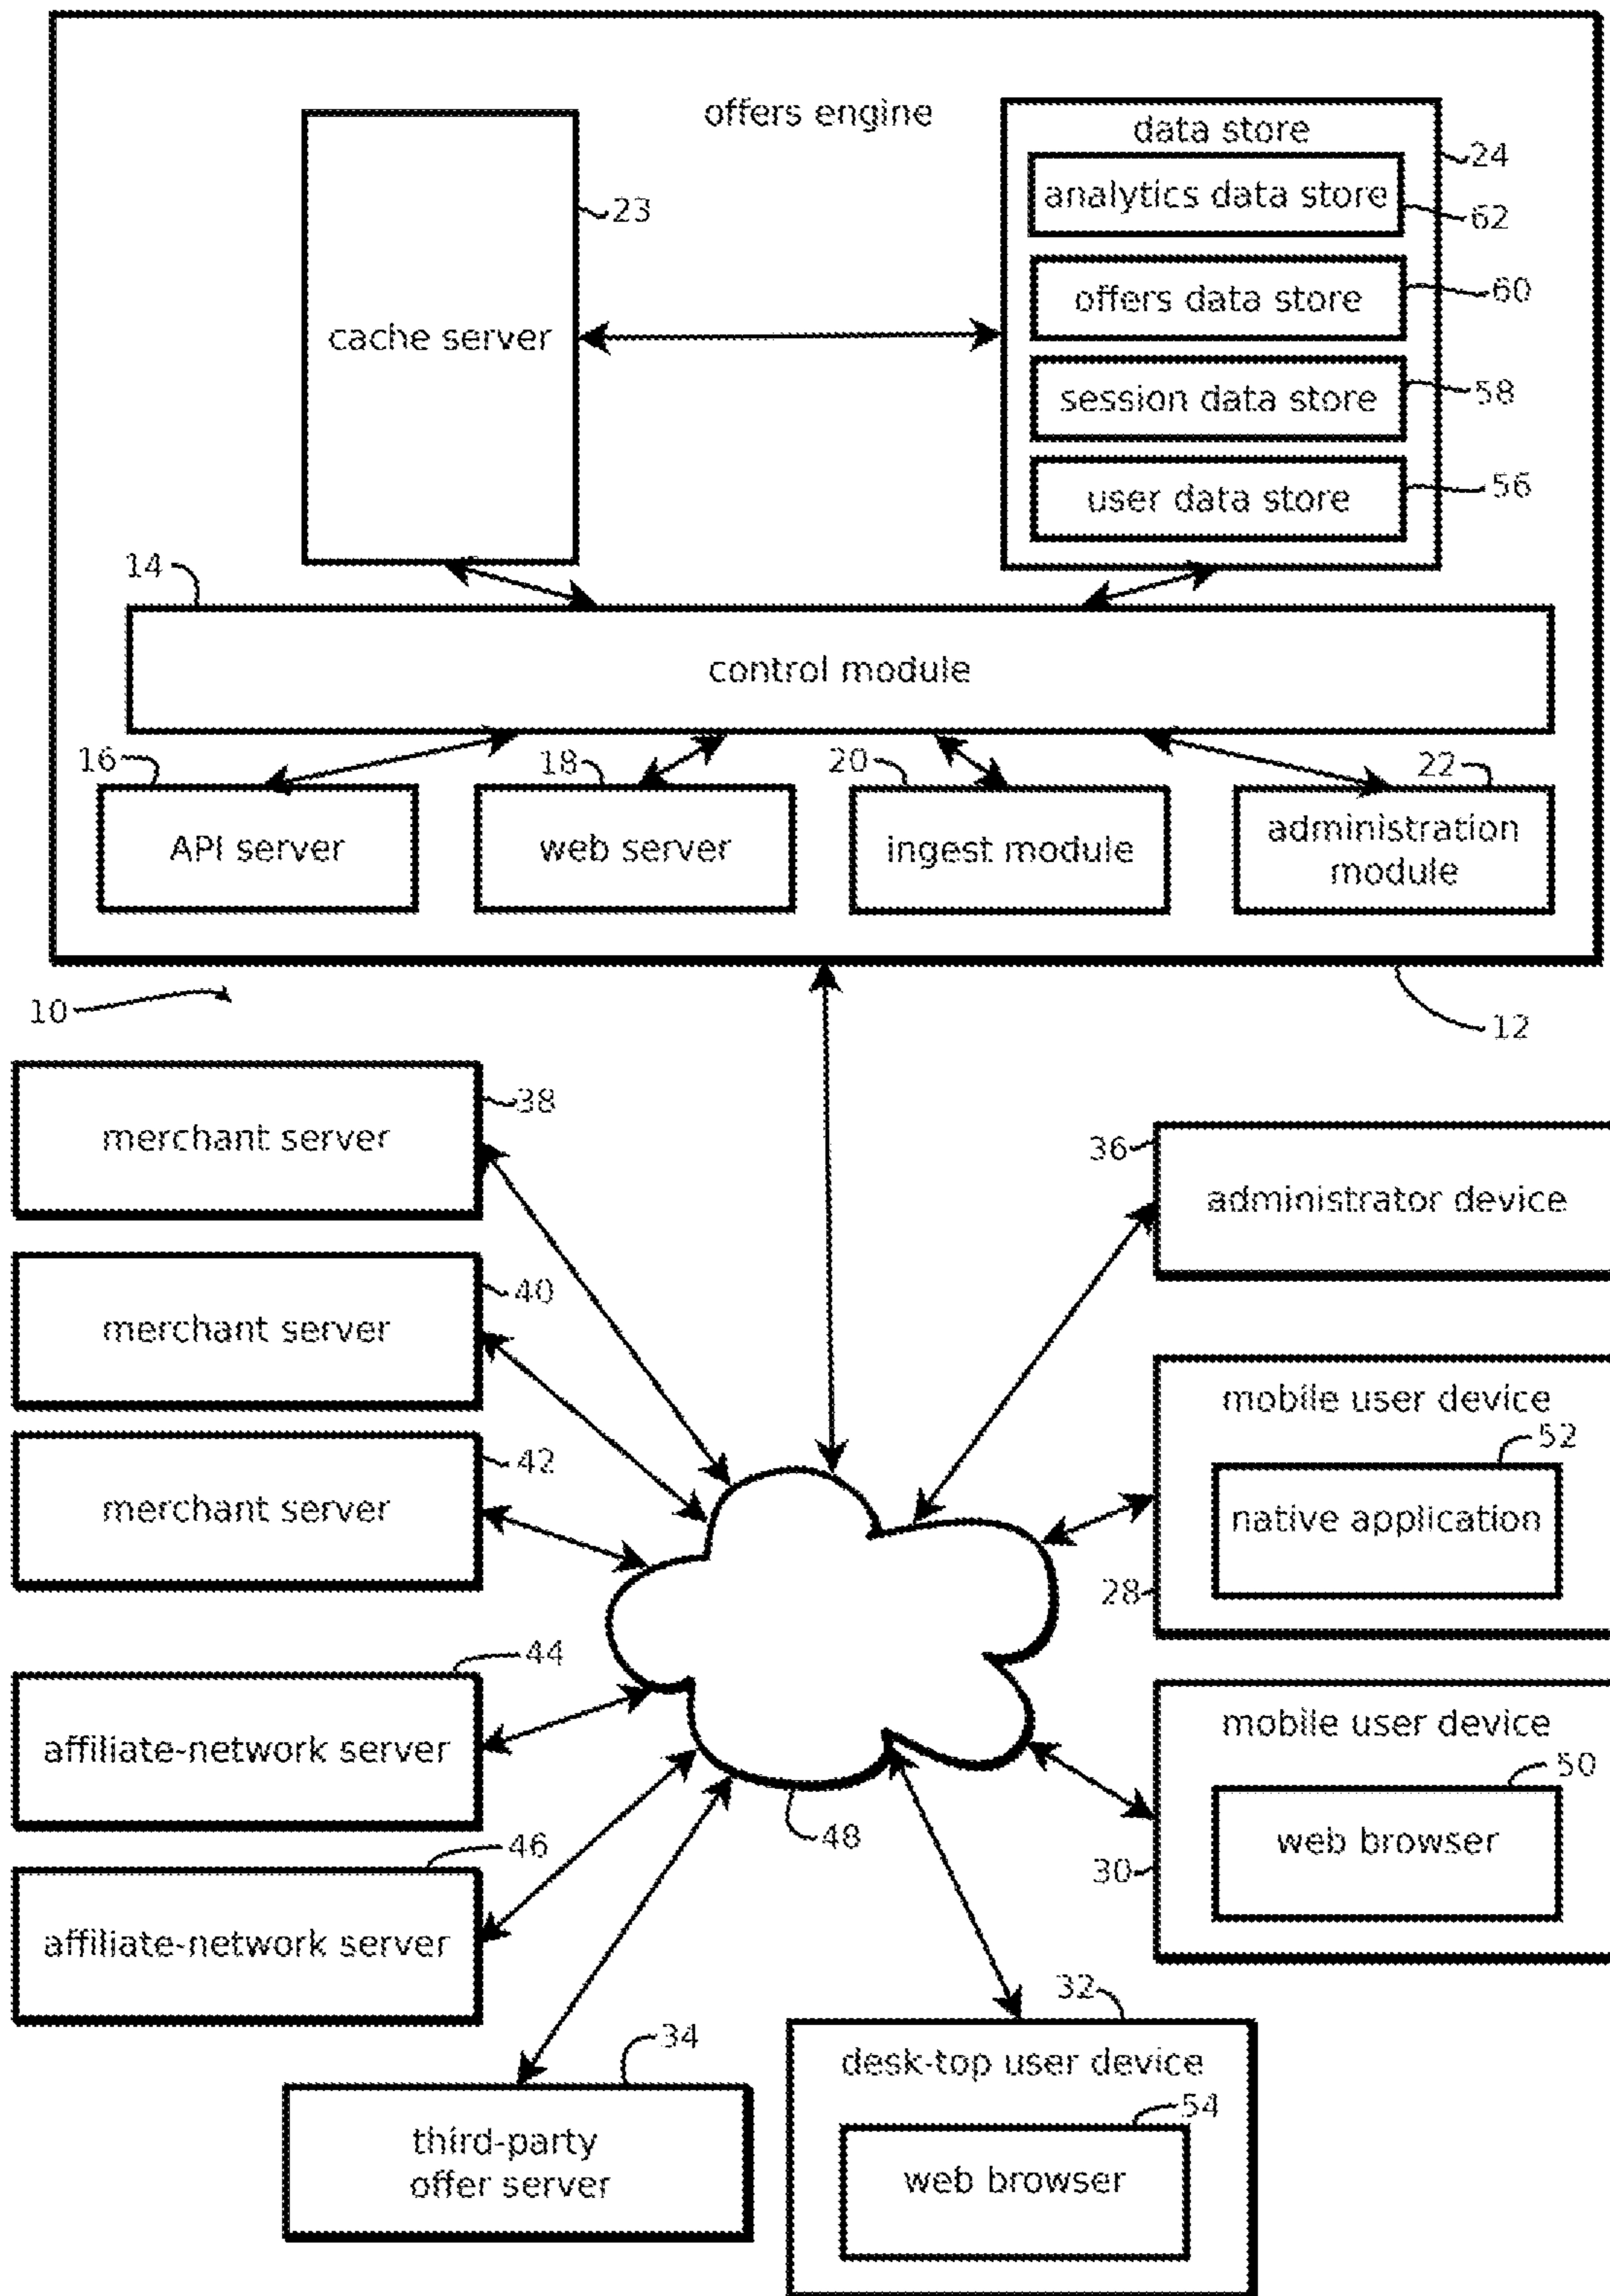 offers engine
data store
24
analytics data store
62
23
offers data store
60
cache server
session data store
58
user data store
56
14
control module
16
18
20
22
API server
web server
ingest module
administration
module
10
12
38
merchant server
36
administrator device
40
merchant server
mobile user device
52
native application
28
42
merchant server
44
affiliate-network server
mobile user device
50
web browser
30
48
46
affiliate-network server
32
desk-top user device
54
web browser
34
third-party
offer server